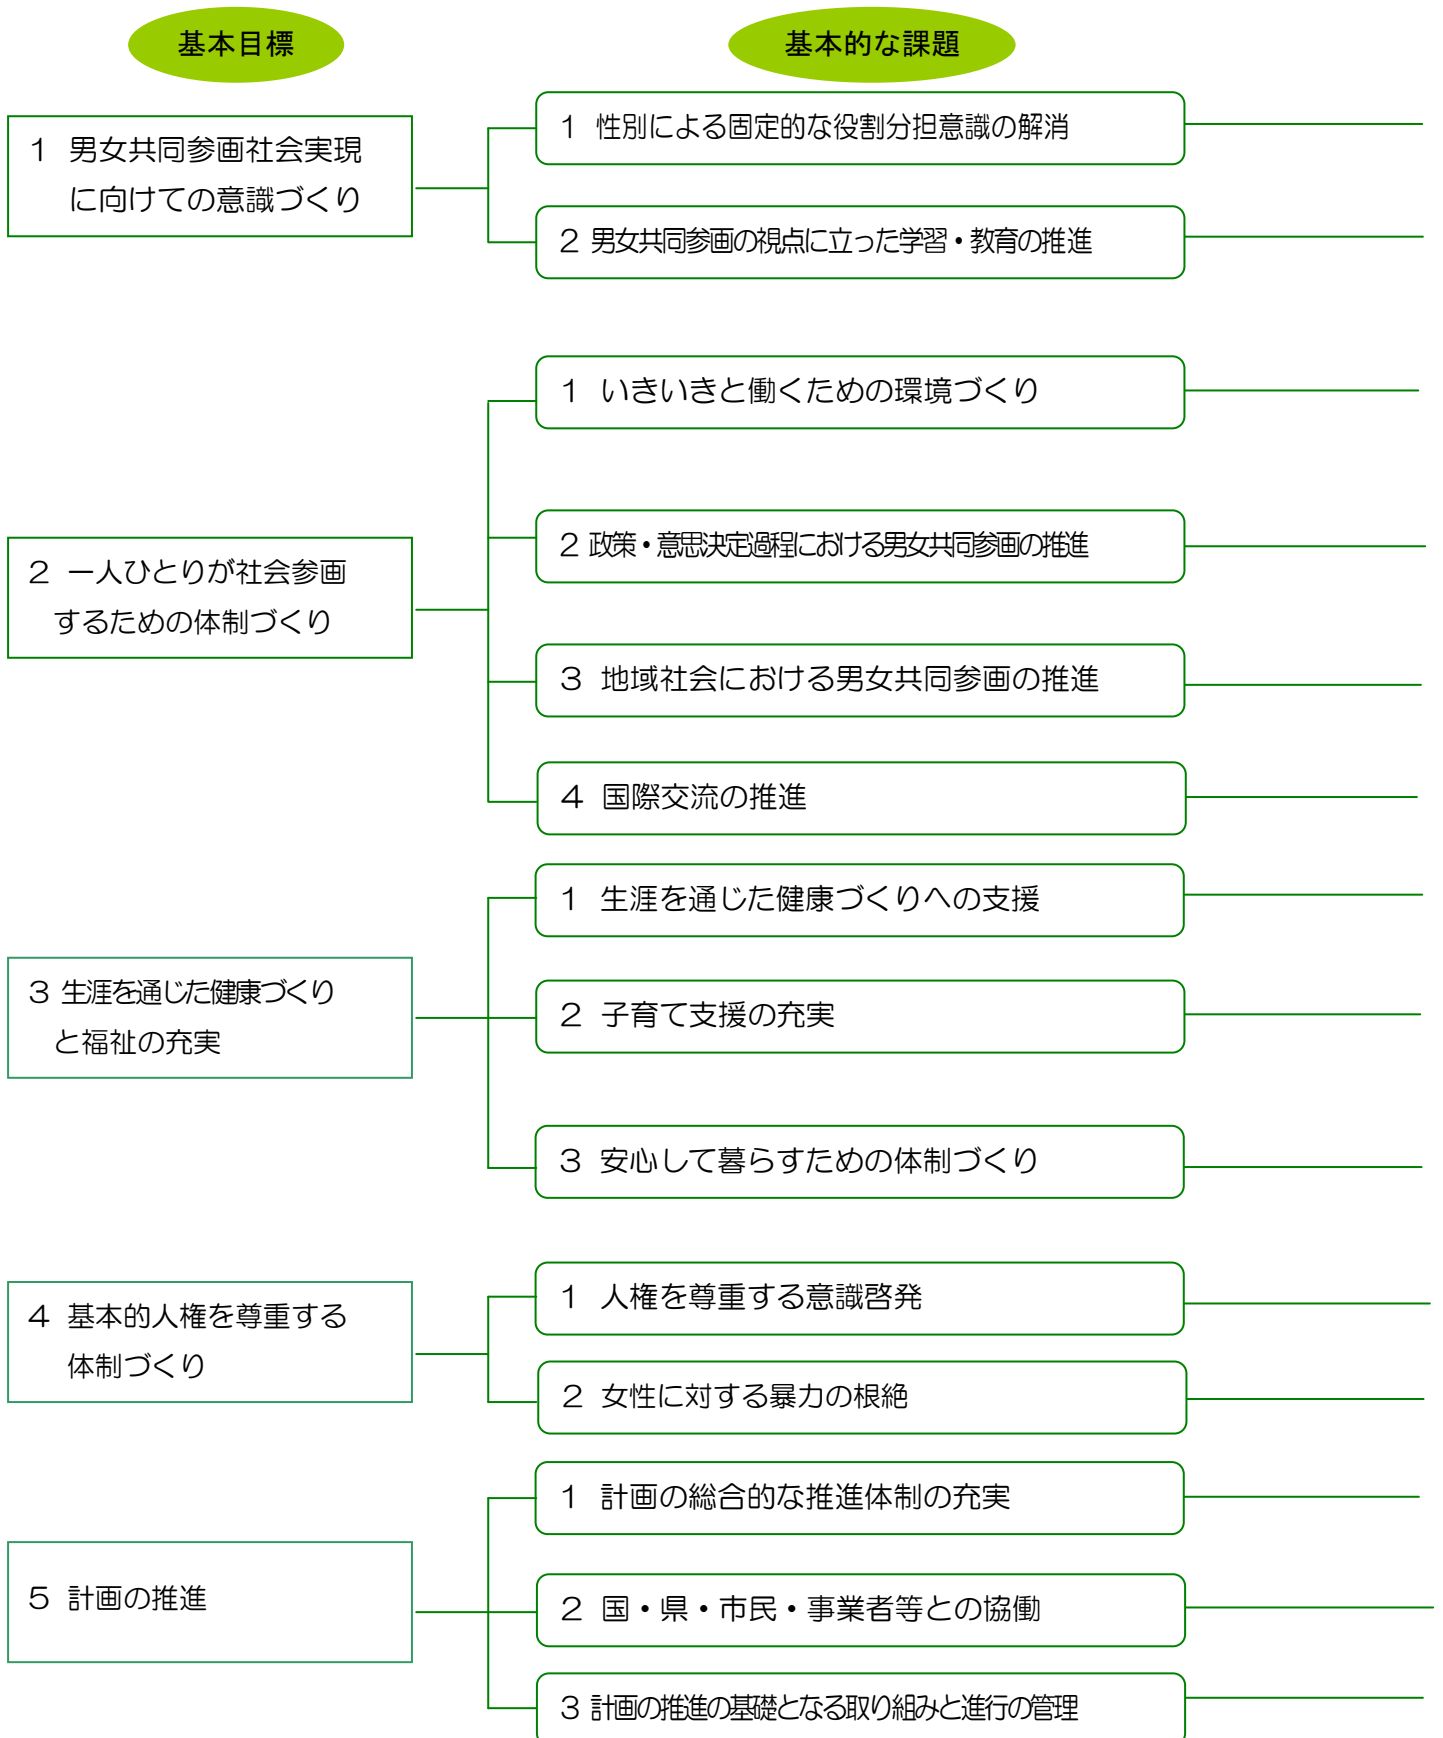 基本目標
基本的な課題
１ 男女共同参画社会実現
に向けての意識づくり
１ 性別による固定的な役割分担意識の解消
２ 男女共同参画の視点に立った学習・教育の推進
２ 一人ひとりが社会参画
するための体制づくり
１ いきいきと働くための環境づくり
２ 政策・意思決定過程における男女共同参画の推進
３ 地域社会における男女共同参画の推進
４ 国際交流の推進
３ 生涯を通じた健康づくり
と福祉の充実
１ 生涯を通じた健康づくりへの支援
２ 子育て支援の充実
３ 安心して暮らすための体制づくり
４ 基本的人権を尊重する
体制づくり
１ 人権を尊重する意識啓発
２ 女性に対する暴力の根絶
５ 計画の推進
１ 計画の総合的な推進体制の充実
２ 国・県・市民・事業者等との協働
３ 計画の推進の基礎となる取り組みと進行の管理